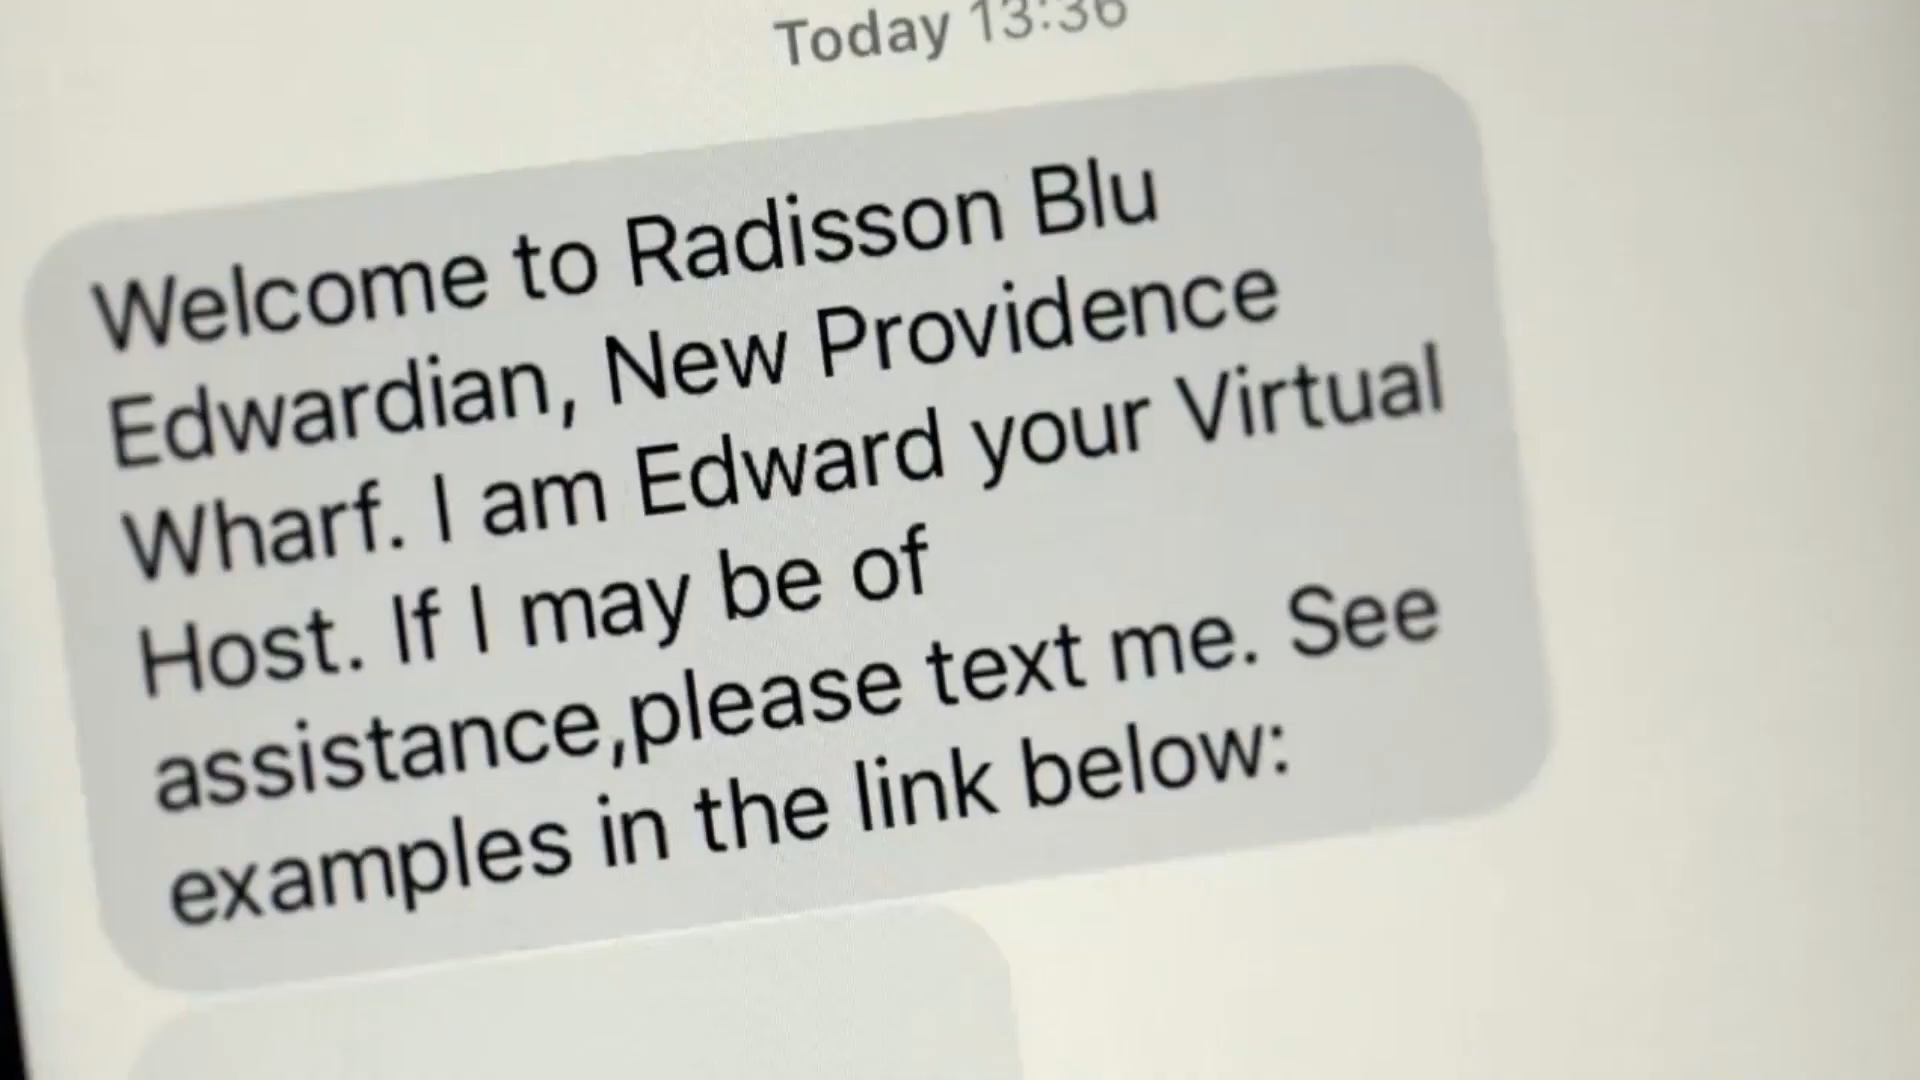 Today 13:36
Welcome to Radisson Blu
Edwardian, New Providence
Wharf. I am Edward your Virtual
Host. If I may be of
assistance,please text me. See
examples in the link below: